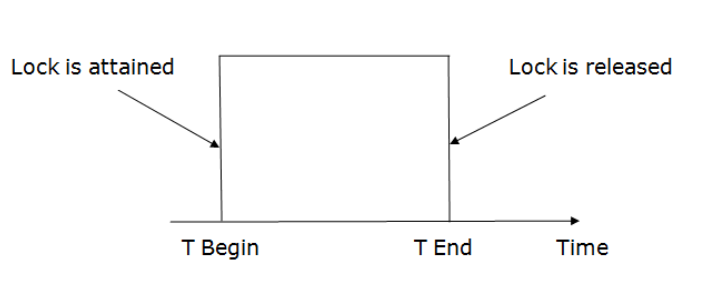 Lock is attained
Lock is released
T Begin
T End
Time